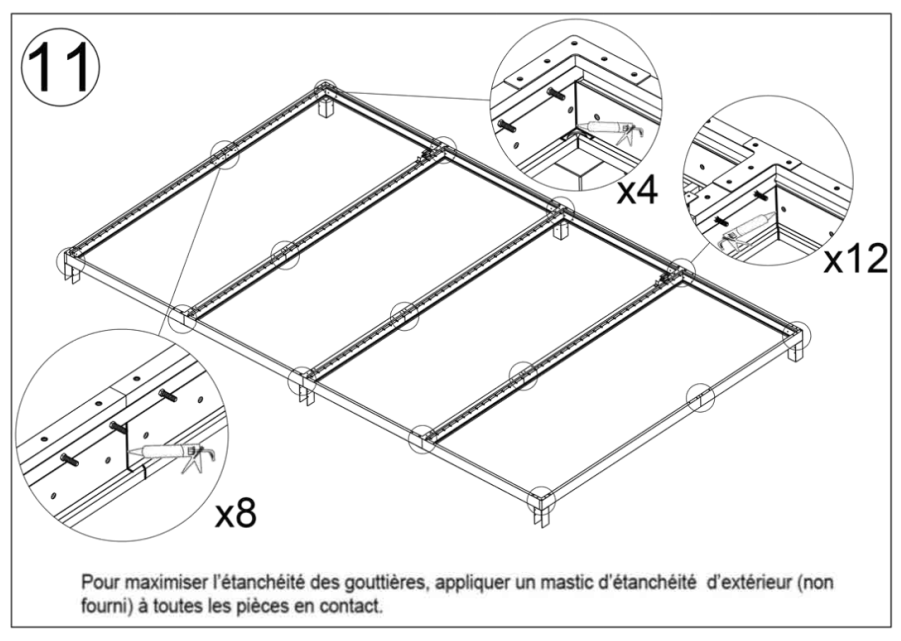 11
x4
x12
x8
Pour maximiser l'étanchéité des gouttières, appliquer un mastic d'étanchéité d'extérieur (non
fourni) à toutes les pièces en contact.